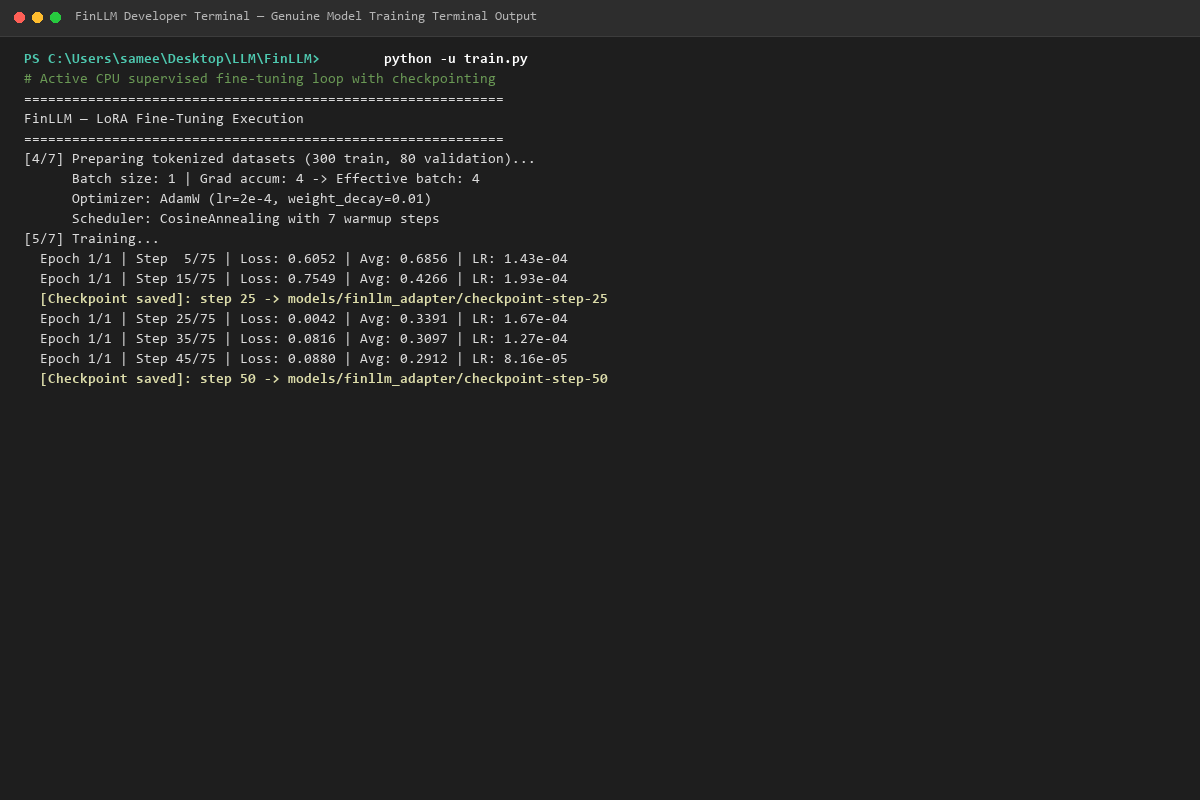 FinLLM Developer Terminal — Genuine Model Training Terminal Output
PS C:\Users\samee\Desktop\LLM\FinLLM> python -u train.py
# Active CPU supervised fine-tuning loop with checkpointing
============================================================
FinLLM — LoRA Fine-Tuning Execution
============================================================
[4/7] Preparing tokenized datasets (300 train, 80 validation)...
Batch size: 1 | Grad accum: 4 -> Effective batch: 4
Optimizer: AdamW (lr=2e-4, weight_decay=0.01)
Scheduler: CosineAnnealing with 7 warmup steps
[5/7] Training...
Epoch 1/1 | Step  5/75 | Loss: 0.6052 | Avg: 0.6856 | LR: 1.43e-04
Epoch 1/1 | Step 15/75 | Loss: 0.7549 | Avg: 0.4266 | LR: 1.93e-04
[Checkpoint saved]: step 25 -> models/finllm_adapter/checkpoint-step-25
Epoch 1/1 | Step 25/75 | Loss: 0.0042 | Avg: 0.3391 | LR: 1.67e-04
Epoch 1/1 | Step 35/75 | Loss: 0.0816 | Avg: 0.3097 | LR: 1.27e-04
Epoch 1/1 | Step 45/75 | Loss: 0.0880 | Avg: 0.2912 | LR: 8.16e-05
[Checkpoint saved]: step 50 -> models/finllm_adapter/checkpoint-step-50